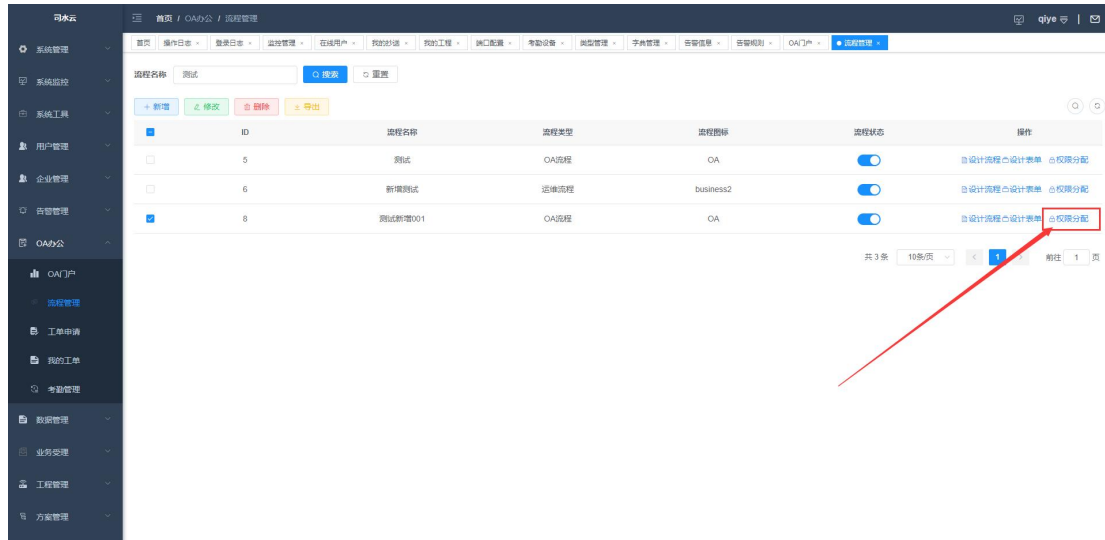 司水云
首页 / OA办公 / 流程管理
qiye
系统管理
系统监控
系统工具
用户管理
企业管理
告警管理
OA办公
OA门户
流程管理
工单申请
我的工单
考勤管理
数据管理
业务受理
工程管理
方案管理
首页 操作日志 × 登录日志 × 监控管理 × 在线用户 × 我的抄送 × 我的工程 × 端口配置 × 考勤设备 × 类型管理 × 字典管理 × 告警信息 × 告警规则 × OA门户 × 流程管理 ×
流程名称 测试 搜索 重置
+ 新增 修改 删除 导出
ID 流程名称 流程类型 流程图标 流程状态 操作
5 测试 OA流程 OA 设计流程 设计表单 权限分配
6 新增测试 运维流程 business2 设计流程 设计表单 权限分配
8 测试新增001 OA流程 OA 设计流程 设计表单 权限分配
共 3 条 10条/页 < 1 > 前往 1 页